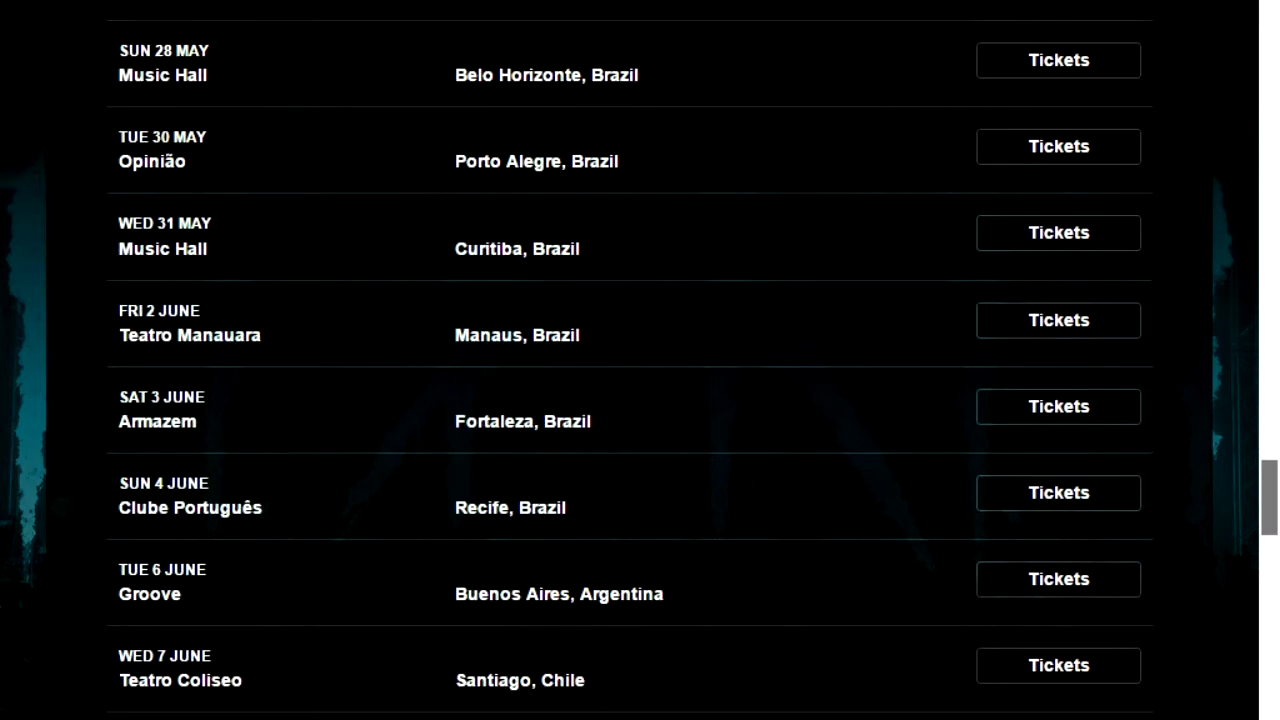 SUN 28 MAY
Music Hall
Belo Horizonte, Brazil
Tickets
TUE 30 MAY
Opinião
Porto Alegre, Brazil
Tickets
WED 31 MAY
Music Hall
Curitiba, Brazil
Tickets
FRI 2 JUNE
Teatro Manauara
Manaus, Brazil
Tickets
SAT 3 JUNE
Armazem
Fortaleza, Brazil
Tickets
SUN 4 JUNE
Clube Português
Recife, Brazil
Tickets
TUE 6 JUNE
Groove
Buenos Aires, Argentina
Tickets
WED 7 JUNE
Teatro Coliseo
Santiago, Chile
Tickets